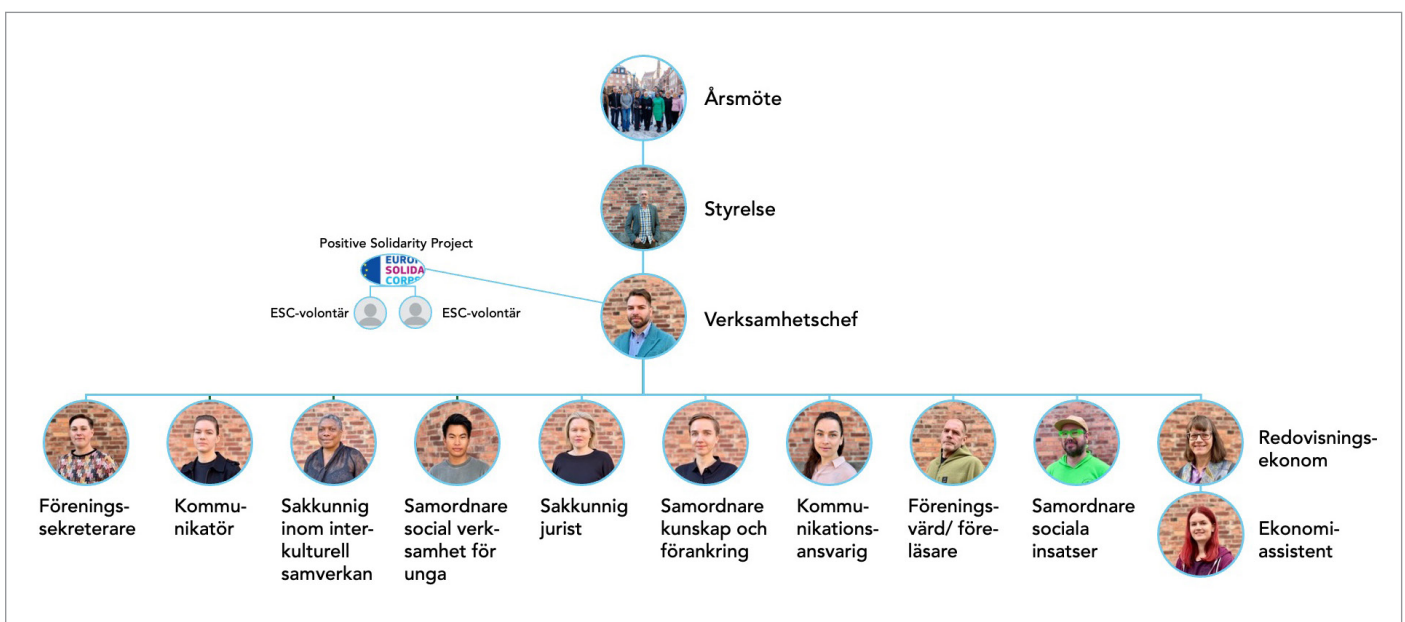 Årsmöte
Styrelse
Positive Solidarity Project
SOLIDA
ESC-volontär
ESC-volontär
Verksamhetschef
Förenings-
sekreterare
Kommu-
nikatör
Sakkunnig
inom inter-
kulturell
samverkan
Samordnare
social verk-
samhet för
unga
Sakkunnig
jurist
Samordnare
kunskap och
förankring
Kommu-
nikations-
ansvarig
Förenings-
värd/ före-
läsare
Samordnare
sociala
insatser
Redovisnings-
ekonom
Ekonomi-
assistent